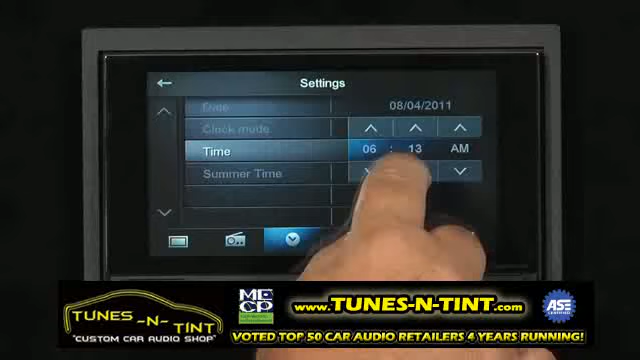 Settings
Date 08/04/2011
Clock mode
Time 06 : 13 AM
Summer Time
TUNES -N- TINT
"CUSTOM CAR AUDIO SHOP"
MECP
www.TUNES-N-TINT.com
ASE
VOTED TOP 50 CAR AUDIO RETAILERS 4 YEARS RUNNING!